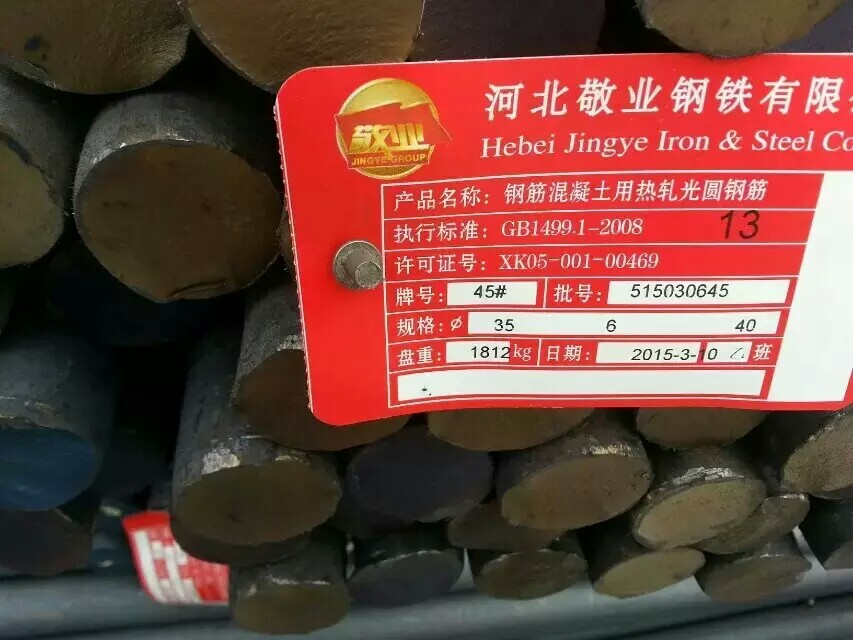 河北敬业钢铁有限
Hebei Jingye Iron & Steel Co
敬业
JINGYE GROUP
产品名称: 钢筋混凝土用热轧光圆钢筋
执行标准: GB1499.1-2008 13
许可证号: XK05-001-00469
牌号: 45# 批号: 515030645
规格: ϕ 35 6 40
盘重: 1812kg 日期: 2015-3-10 乙班